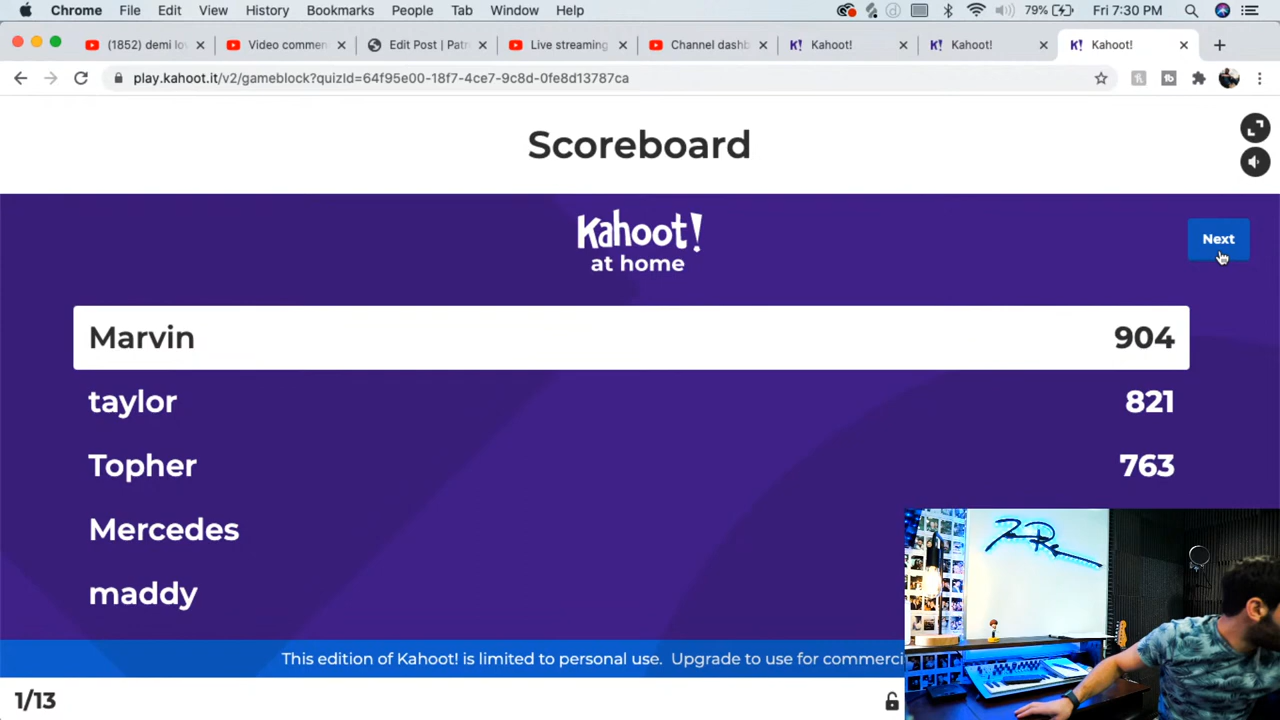 Chrome File Edit View History Bookmarks People Tab Window Help 79% Fri 7:30 PM
(1852) demi lo Video commen Edit Post | Patr Live streaming Channel dashb Kahoot! Kahoot! Kahoot!
play.kahoot.it/v2/gameblock?quizId=64f95e00-18f7-4ce7-9c8d-0fe8d13787ca
Scoreboard
Kahoot!
at home
Next
Marvin 904
taylor 821
Topher 763
Mercedes
maddy
This edition of Kahoot! is limited to personal use. Upgrade to use for commerci
1/13